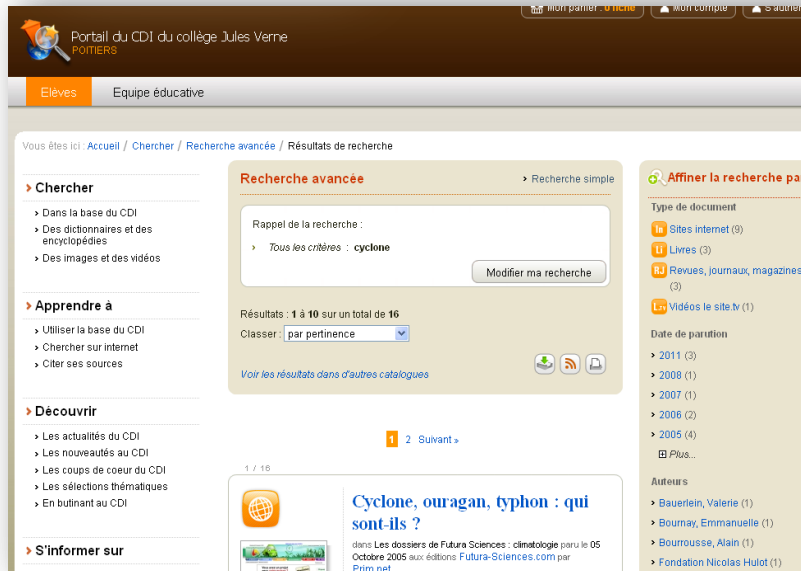 Mon panier : 0 fiche
Mon compte
S'authen
Portail du CDI du collège Jules Verne
POITIERS
Elèves
Equipe éducative
Vous êtes ici : Accueil / Chercher / Recherche avancée / Résultats de recherche
Chercher
Dans la base du CDI
Des dictionnaires et des
encyclopédies
Des images et des vidéos
Apprendre à
Utiliser la base du CDI
Chercher sur internet
Citer ses sources
Découvrir
Les actualités du CDI
Les nouveautés au CDI
Les coups de coeur du CDI
Les sélections thématiques
En butinant au CDI
S'informer sur
Recherche avancée
Recherche simple
Rappel de la recherche :
Tous les critères : cyclone
Modifier ma recherche
Résultats : 1 à 10 sur un total de 16
Classer : par pertinence
Voir les résultats dans d'autres catalogues
1 2 Suivant »
1 / 16
Cyclone, ouragan, typhon : qui
sont-ils ?
dans Les dossiers de Futura Sciences : climatologie paru le 05
Octobre 2005 aux éditions Futura-Sciences.com par
Prim.net
Affiner la recherche pa
Type de document
In Sites internet (9)
Li Livres (3)
RJ Revues, journaux, magazines
(3)
L.TV Vidéos le site.tv (1)
Date de parution
2011 (3)
2008 (1)
2007 (1)
2006 (2)
2005 (4)
Plus...
Auteurs
Bauerlein, Valerie (1)
Bournay, Emmanuelle (1)
Bourrousse, Alain (1)
Fondation Nicolas Hulot (1)